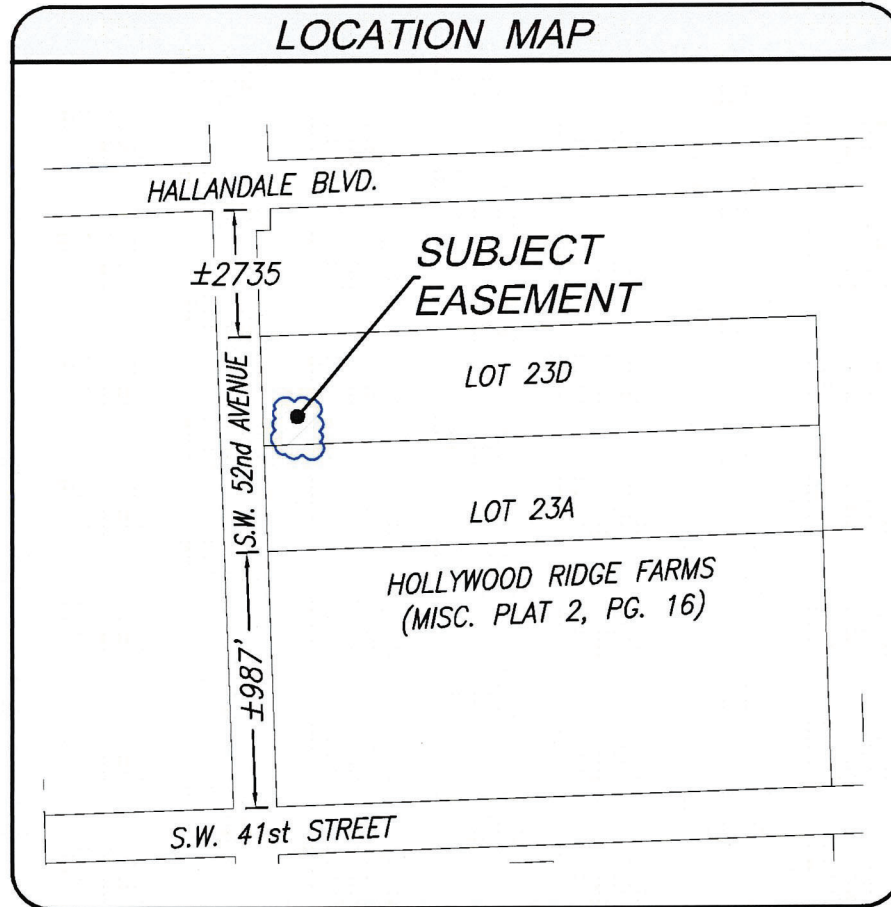 LOCATION MAP
HALLANDALE BLVD.
±2735
SUBJECT
EASEMENT
S.W. 52nd AVENUE
LOT 23D
LOT 23A
HOLLYWOOD RIDGE FARMS
(MISC. PLAT 2, PG. 16)
±987'
S.W. 41st STREET